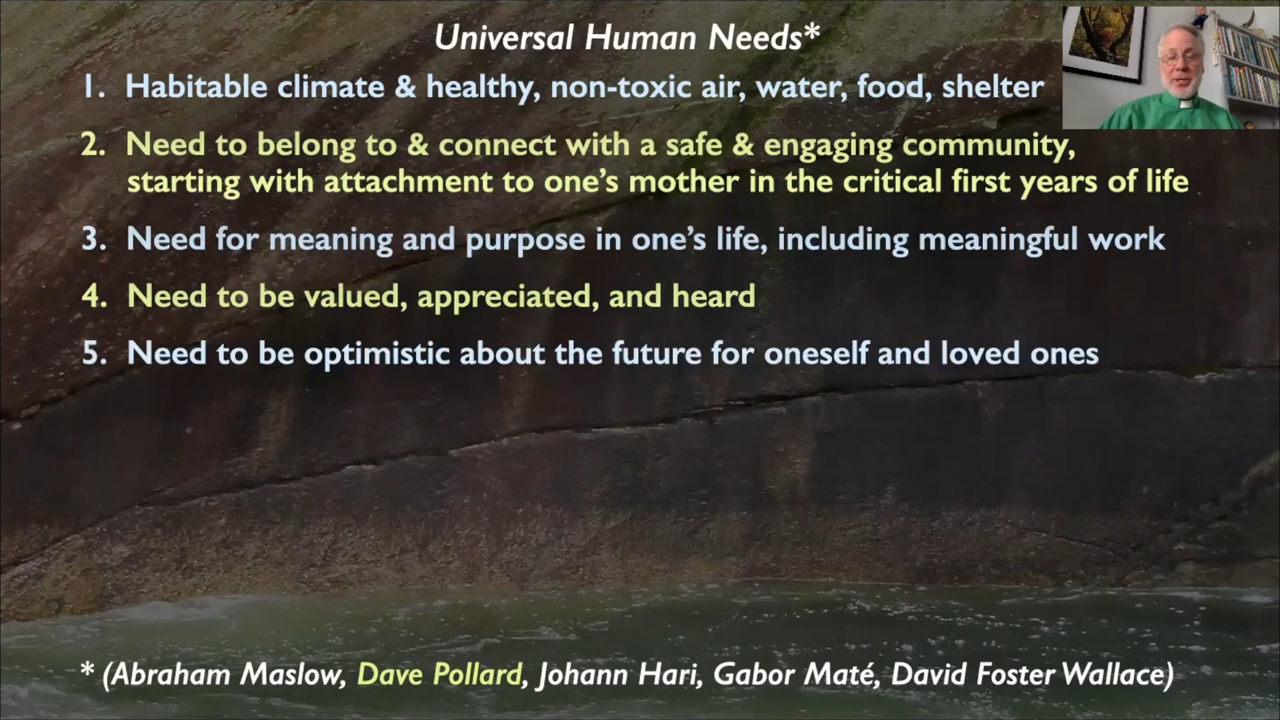 Universal Human Needs*
1. Habitable climate & healthy, non-toxic air, water, food, shelter
2. Need to belong to & connect with a safe & engaging community,
starting with attachment to one’s mother in the critical first years of life
3. Need for meaning and purpose in one’s life, including meaningful work
4. Need to be valued, appreciated, and heard
5. Need to be optimistic about the future for oneself and loved ones
* (Abraham Maslow, Dave Pollard, Johann Hari, Gabor Maté, David Foster Wallace)